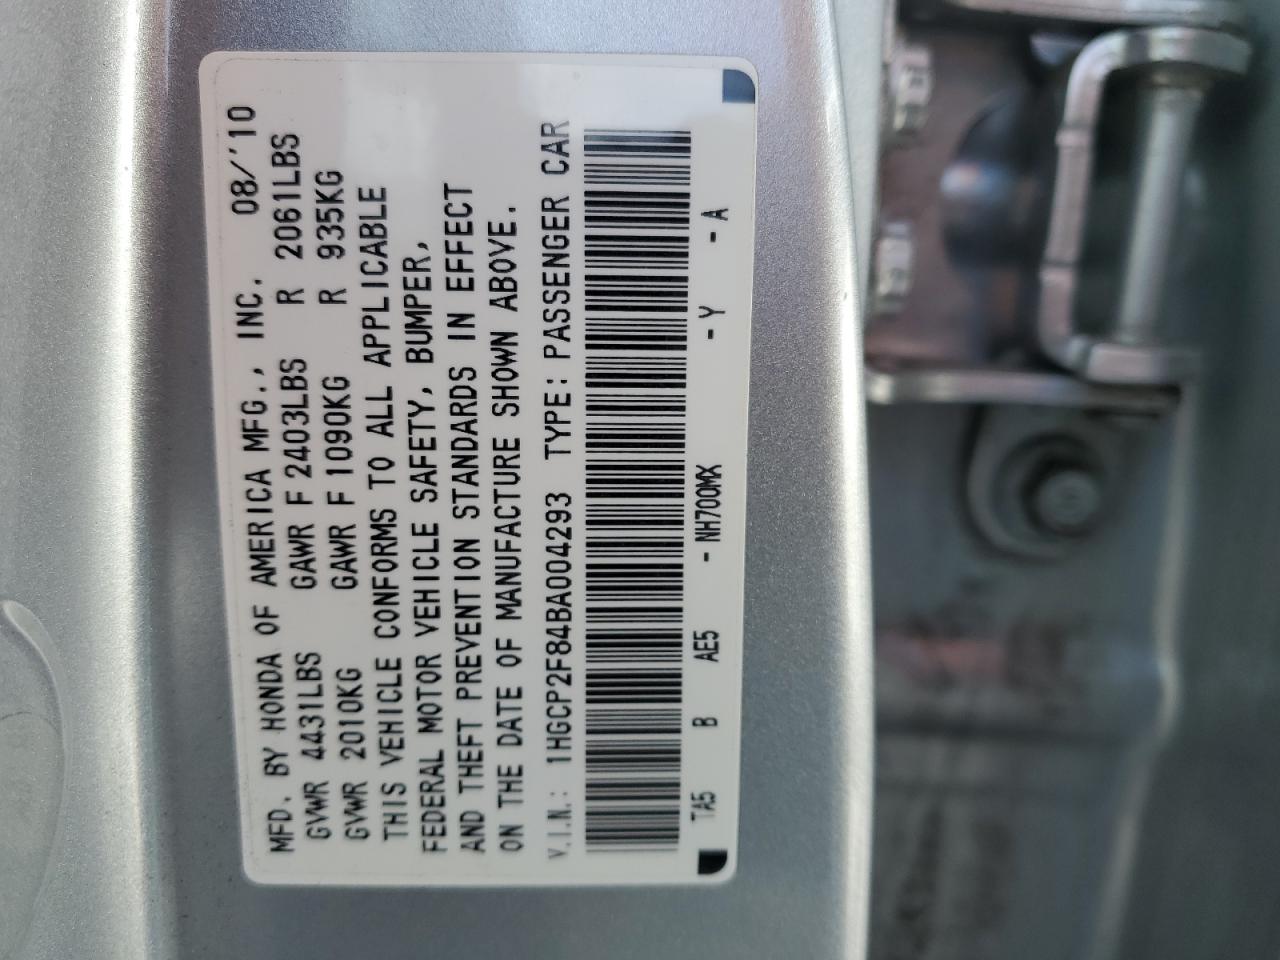 MFD. BY HONDA OF AMERICA MFG., INC. 08/'10
GVWR 4431LBS GAWR F 2403LBS R 2061LBS
GVWR 2010KG GAWR F 1090KG R 935KG
THIS VEHICLE CONFORMS TO ALL APPLICABLE
FEDERAL MOTOR VEHICLE SAFETY, BUMPER,
AND THEFT PREVENTION STANDARDS IN EFFECT
ON THE DATE OF MANUFACTURE SHOWN ABOVE.
V.I.N.: 1HGCP2F84BA004293 TYPE: PASSENGER CAR
TA5 B AE5 - NH700MX - Y - A